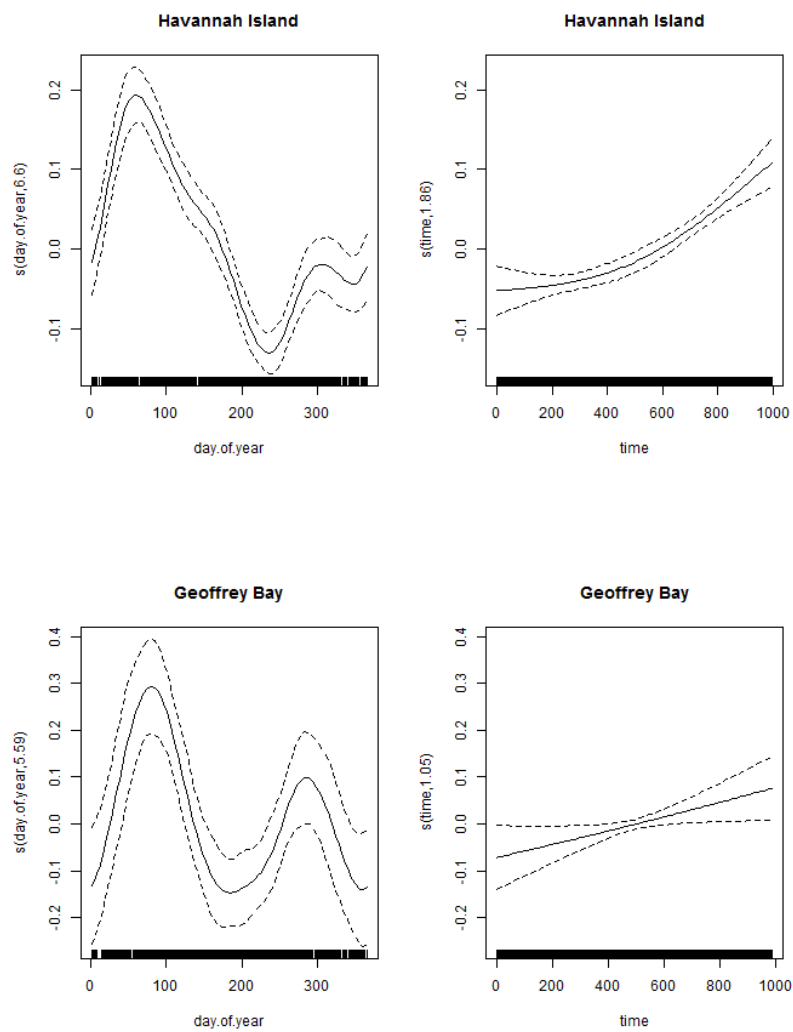 Havannah Island
s(day.of.year,6.6)
0.2
0.1
0.0
-0.1
0 100 200 300
day.of.year
Havannah Island
s(time,1.86)
0.2
0.1
0.0
-0.1
0 200 400 600 800 1000
time
Geoffrey Bay
s(day.of.year,5.59)
0.4
0.3
0.2
0.1
0.0
-0.1
-0.2
0 100 200 300
day.of.year
Geoffrey Bay
s(time,1.05)
0.4
0.3
0.2
0.1
0.0
-0.1
-0.2
0 200 400 600 800 1000
time